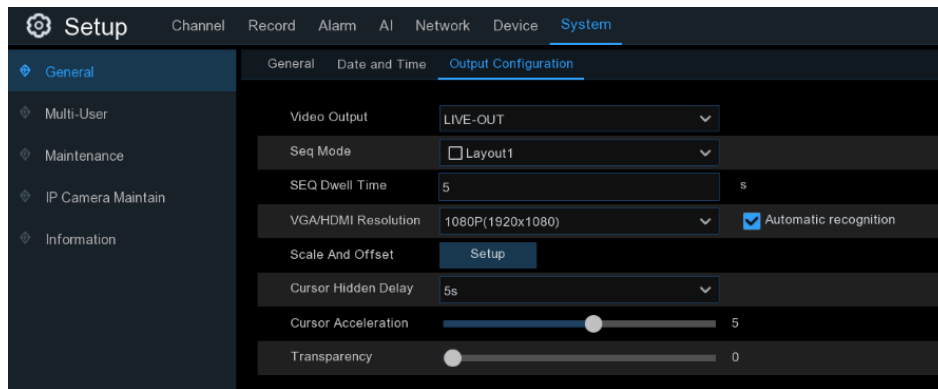 Setup Channel Record Alarm AI Network Device System
General
Multi-User
Maintenance
IP Camera Maintain
Information
General Date and Time Output Configuration
Video Output LIVE-OUT
Seq Mode Layout1
SEQ Dwell Time 5 s
VGA/HDMI Resolution 1080P(1920x1080) Automatic recognition
Scale And Offset Setup
Cursor Hidden Delay 5s
Cursor Acceleration 5
Transparency 0